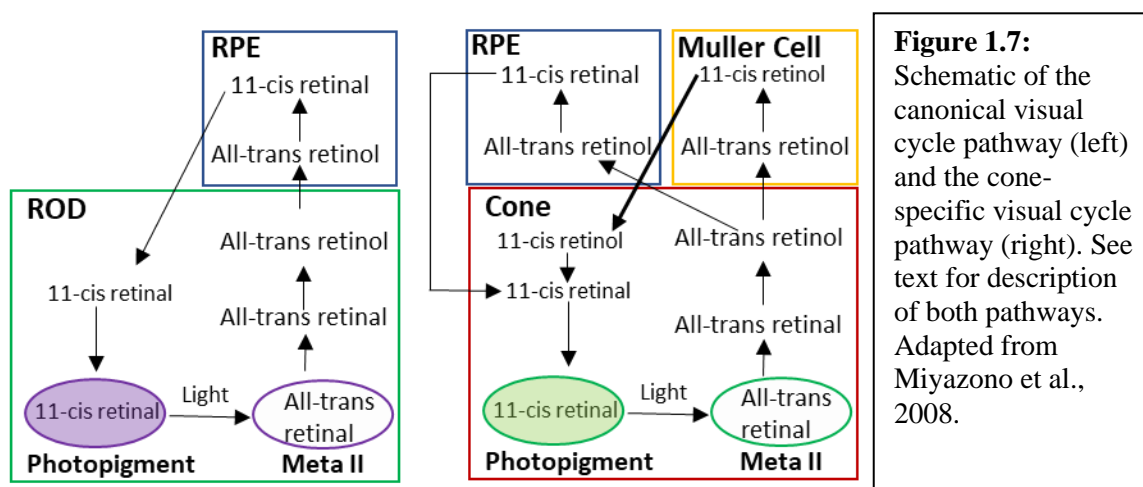 RPE
11-cis retinal
All-trans retinol
ROD
All-trans retinol
11-cis retinal
All-trans retinal
Light
11-cis retinal
All-trans
retinal
Photopigment
Meta II
RPE
11-cis retinal
All-trans retinol
Muller Cell
11-cis retinol
All-trans retinol
Cone
11-cis retinol
All-trans retinol
11-cis retinal
All-trans retinal
Light
11-cis retinal
All-trans
retinal
Photopigment
Meta II
Figure 1.7:
Schematic of the
canonical visual
cycle pathway (left)
and the cone-
specific visual cycle
pathway (right). See
text for description
of both pathways.
Adapted from
Miyazono et al.,
2008.